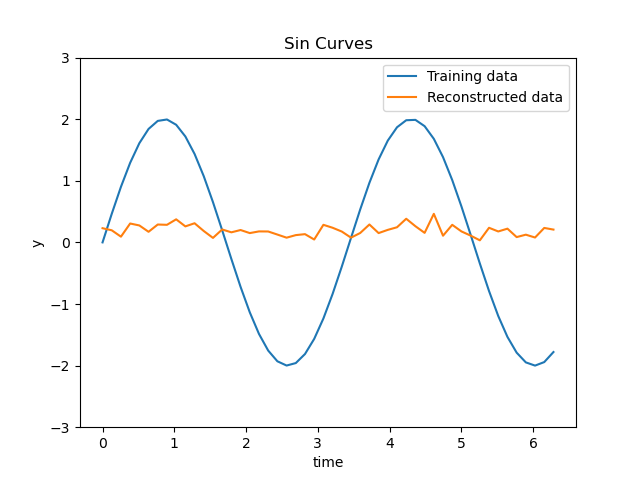 Sin Curves
Training data
Reconstructed data
3
2
1
0
−1
−2
−3
y
0 1 2 3 4 5 6
time